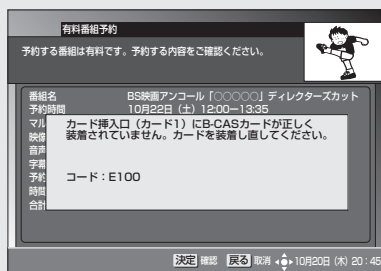 有料番組予約
予約する番組は有料です。予約する内容をご確認ください。
番組名 BS映画アンコール「○○○○○」ディレクターズカット
予約時間 10月22日（土）12:00ー13:35
マル
映像
音声
字幕
予約
時間
合計
カード挿入口（カード1）にB-CASカードが正しく
装着されていません。カードを装着し直してください。
コード：E100
決定 確認 戻る 取消 10月20日（木）20：45